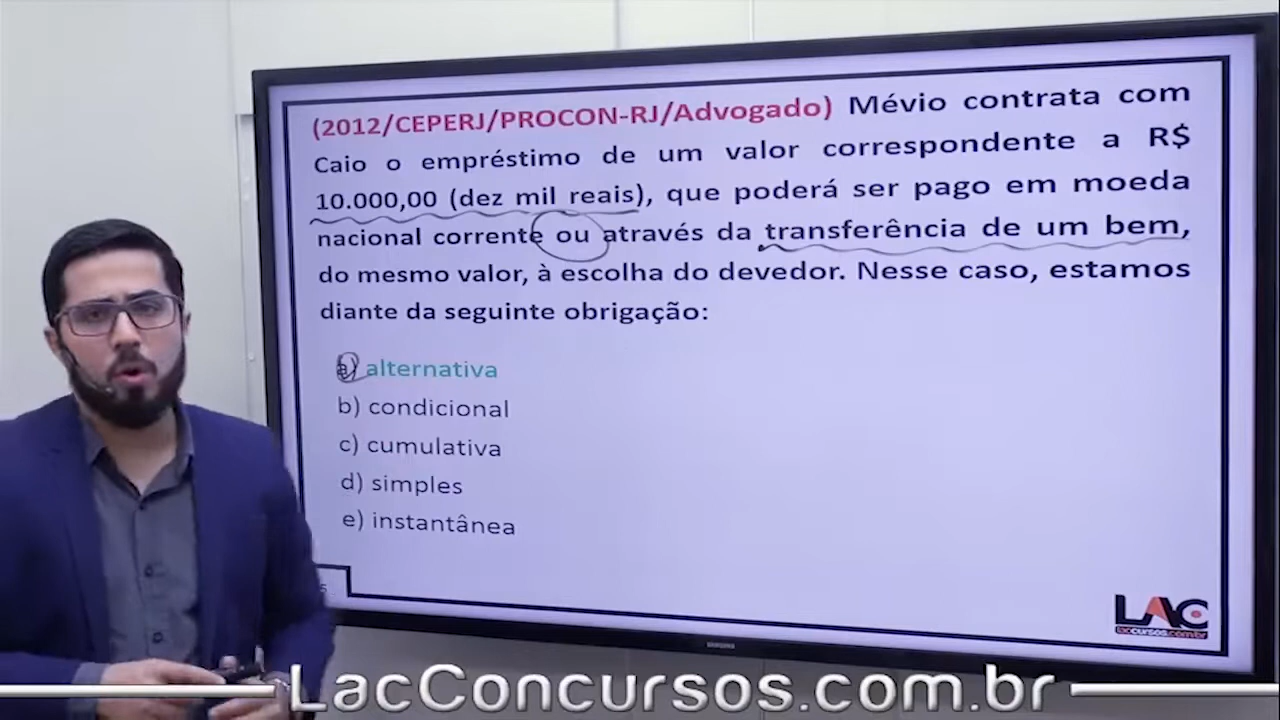 (2012/CEPERJ/PROCON-RJ/Advogado) Mévio contrata com
Caio o empréstimo de um valor correspondente a R$
10.000,00 (dez mil reais), que poderá ser pago em moeda
nacional corrente ou através da transferência de um bem,
do mesmo valor, à escolha do devedor. Nesse caso, estamos
diante da seguinte obrigação:
a) alternativa
b) condicional
c) cumulativa
d) simples
e) instantânea
LAC
laccursos.com.br
SAMSUNG
LacConcursos.com.br